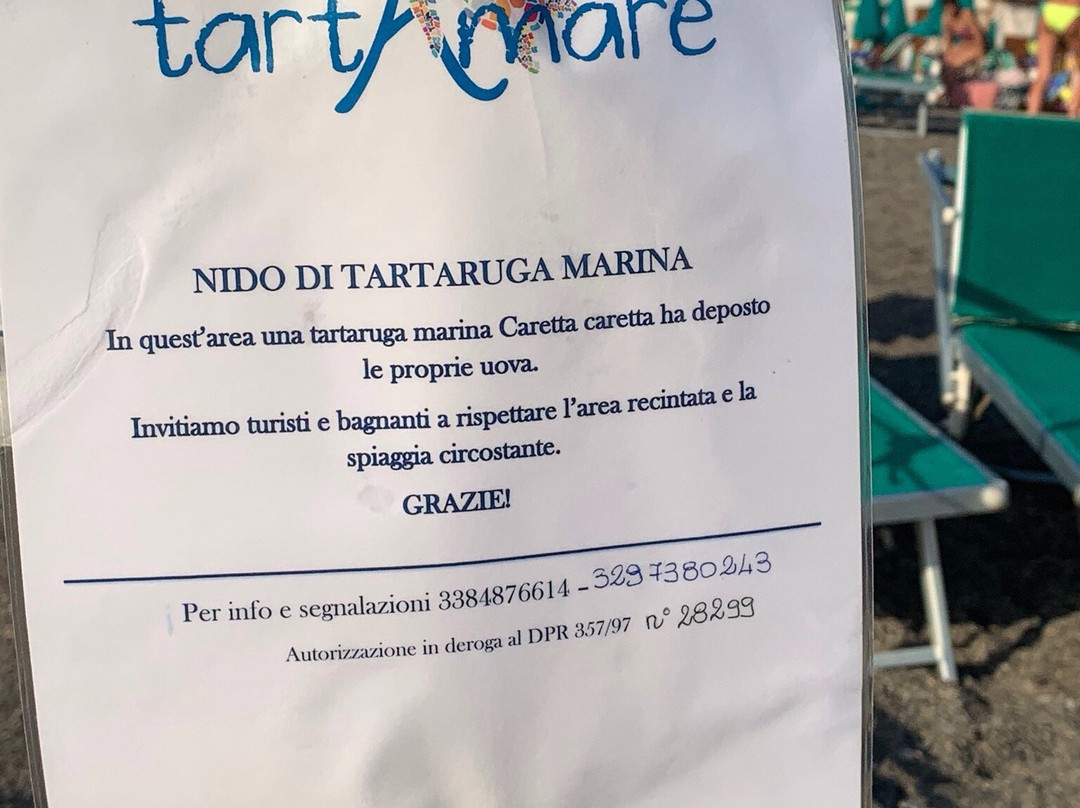 tartAmare
NIDO DI TARTARUGA MARINA
In quest'area una tartaruga marina Caretta caretta ha deposto
le proprie uova.
Invitiamo turisti e bagnanti a rispettare l'area recintata e la
spiaggia circostante.
GRAZIE!
Per info e segnalazioni 3384876614 - 3297380243
Autorizzazione in deroga al DPR 357/97 n° 28299